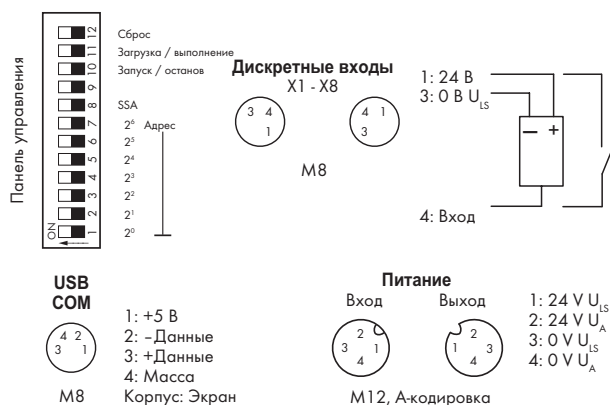 Панель управления
12 Сброс
11 Загрузка / выполнение
10 Запуск / останов
9
8 SSA
7 2⁶ Адрес
6 2⁵
5 2⁴
4 2³
3 2²
2 2¹
1 2⁰
ON
Дискретные входы
X1 - X8
3 4
1
4 1
3
M8
1: 24 В
3: 0 В U_LS
– +
4: Вход
USB
COM
4 2
3 1
M8
1: +5 В
2: –Данные
3: +Данные
4: Масса
Корпус: Экран
Питание
Вход Выход
2
3 1
4
2
1 3
4
M12, А-кодировка
1: 24 V U_LS
2: 24 V U_A
3: 0 V U_LS
4: 0 V U_A